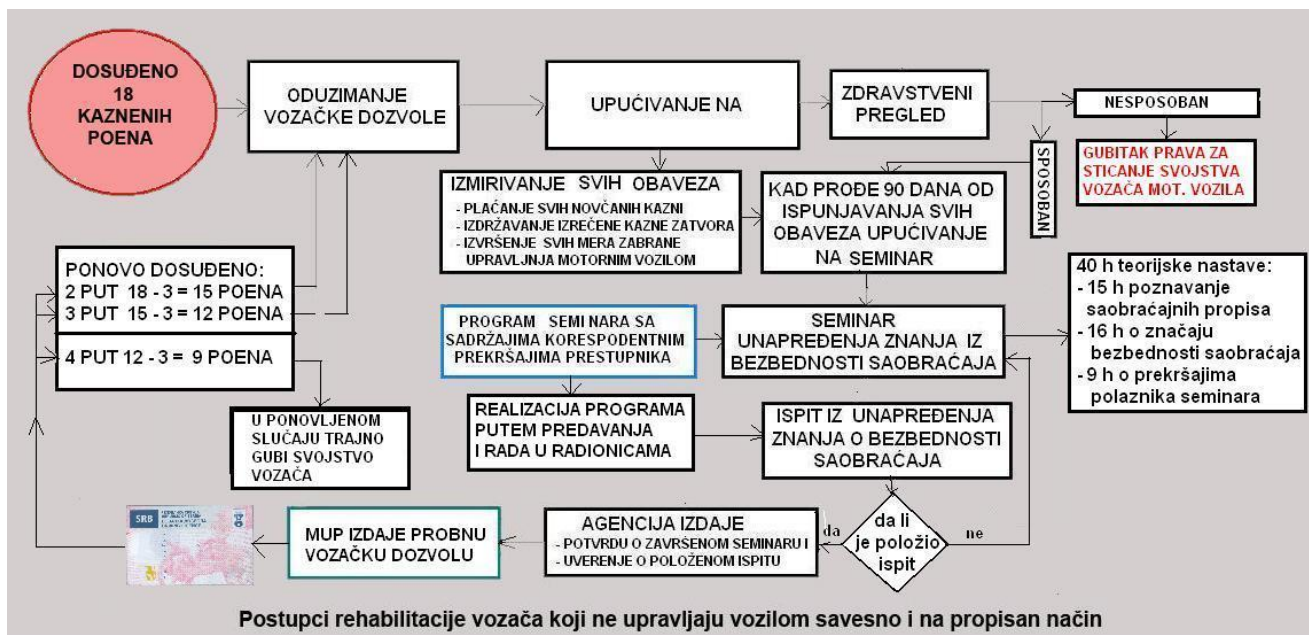 DOSUĐENO
18
KAZNENIH
POENA
ODUZIMANJE
VOZAČKE DOZVOLE
UPUĆIVANJE NA
ZDRAVSTVENI
PREGLED
NESPOSOBAN
SPOSOBAN
GUBITAK PRAVA ZA
STICANJE SVOJSTVA
VOZAČA MOT. VOZILA
IZMIRIVANJE SVIH OBAVEZA
- PLAĆANJE SVIH NOVČANIH KAZNI
- IZDRŽAVANJE IZREČENE KAZNE ZATVORA
- IZVRŠENJE SVIH MERA ZABRANE
UPRAVLJNJA MOTORNIM VOZILOM
KAD PROĐE 90 DANA OD
ISPUNJAVANJA SVIH
OBAVEZA UPUĆIVANJE
NA SEMINAR
PONOVO DOSUĐENO:
2 PUT 18 - 3 = 15 POENA
3 PUT 15 - 3 = 12 POENA
4 PUT 12 - 3 = 9 POENA
U PONOVLJENOM
SLUČAJU TRAJNO
GUBI SVOJSTVO
VOZAČA
PROGRAM SEMINARA SA
SADRŽAJIMA KORESPODENTNIM
PREKRŠAJIMA PRESTUPNIKA
SEMINAR
UNAPREĐENJA ZNANJA IZ
BEZBEDNOSTI SAOBRAĆAJA
40 h teorijske nastave:
- 15 h poznavanje
saobraćajnih propisa
- 16 h o značaju
bezbednosti saobraćaja
- 9 h o prekršajima
polaznika seminara
REALIZACIJA PROGRAMA
PUTEM PREDAVANJA
I RADA U RADIONICAMA
ISPIT IZ UNAPREĐENJA
ZNANJA O BEZBEDNOSTI
SAOBRAĆAJA
da li
je položio
ispit
da
ne
AGENCIJA IZDAJE
- POTVRDU O ZAVRŠENOM SEMINARU I
- UVERENJE O POLOŽENOM ISPITU
MUP IZDAJE PROBNU
VOZAČKU DOZVOLU
SRB
Postupci rehabilitacije vozača koji ne upravljaju vozilom savesno i na propisan način